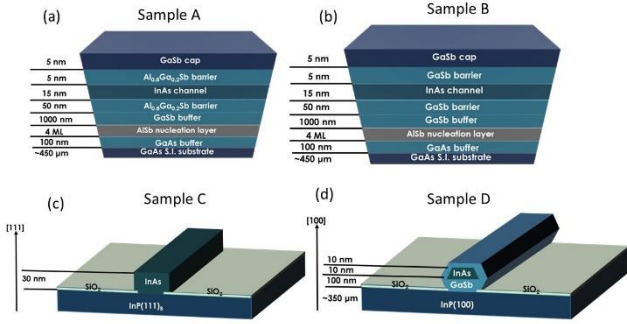 Sample A
(a)
5 nm GaSb cap
5 nm Al0.8Ga0.2Sb barrier
15 nm InAs channel
50 nm Al0.8Ga0.2Sb barrier
1000 nm GaSb buffer
4 ML AlSb nucleation layer
100 nm GaAs buffer
~450 μm GaAs S.I. substrate
Sample B
(b)
5 nm GaSb cap
5 nm GaSb barrier
15 nm InAs channel
50 nm GaSb barrier
1000 nm GaSb buffer
4 ML AlSb nucleation layer
100 nm GaAs buffer
~450 μm GaAs S.I. substrate
(c)
Sample C
[111]
30 nm
InAs
SiO2
SiO2
InP(111)B
(d)
Sample D
[100]
10 nm
10 nm InAs
100 nm GaSb
~350 μm
SiO2
SiO2
InP(100)